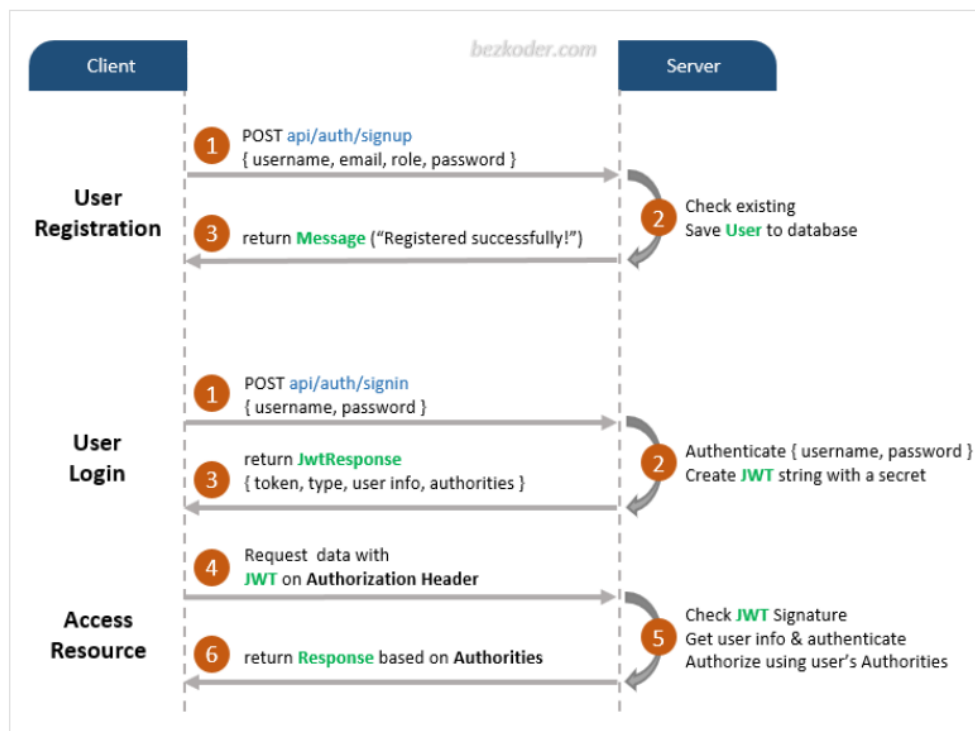 bezkoder.com
Client
Server
User
Registration
1
POST api/auth/signup
{ username, email, role, password }
2
Check existing
Save User to database
3
return Message (“Registered successfully!”)
User
Login
1
POST api/auth/signin
{ username, password }
2
Authenticate { username, password }
Create JWT string with a secret
3
return JwtResponse
{ token, type, user info, authorities }
Access
Resource
4
Request  data with
JWT on Authorization Header
5
Check JWT Signature
Get user info & authenticate
Authorize using user’s Authorities
6
return Response based on Authorities